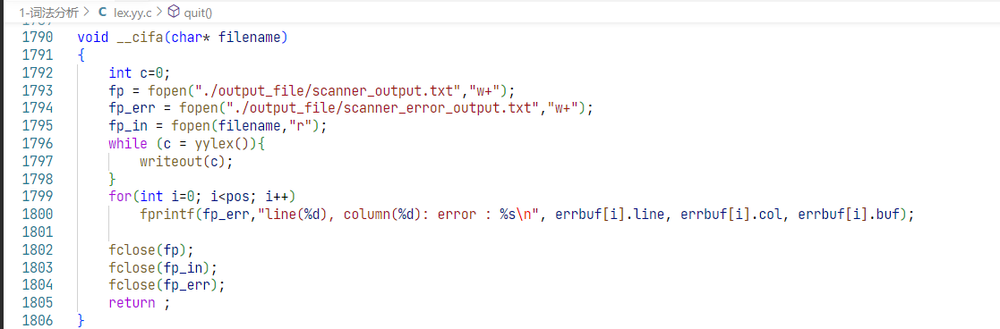 1-词法分析 > C lex.yy.c > quit()
1789
1790 void __cifa(char* filename)
1791 {
1792     int c=0;
1793     fp = fopen("./output_file/scanner_output.txt","w+");
1794     fp_err = fopen("./output_file/scanner_error_output.txt","w+");
1795     fp_in = fopen(filename,"r");
1796     while (c = yylex()){
1797         writeout(c);
1798     }
1799     for(int i=0; i<pos; i++)
1800         fprintf(fp_err,"line(%d), column(%d): error : %s\n", errbuf[i].line, errbuf[i].col, errbuf[i].buf);
1801
1802     fclose(fp);
1803     fclose(fp_in);
1804     fclose(fp_err);
1805     return ;
1806 }